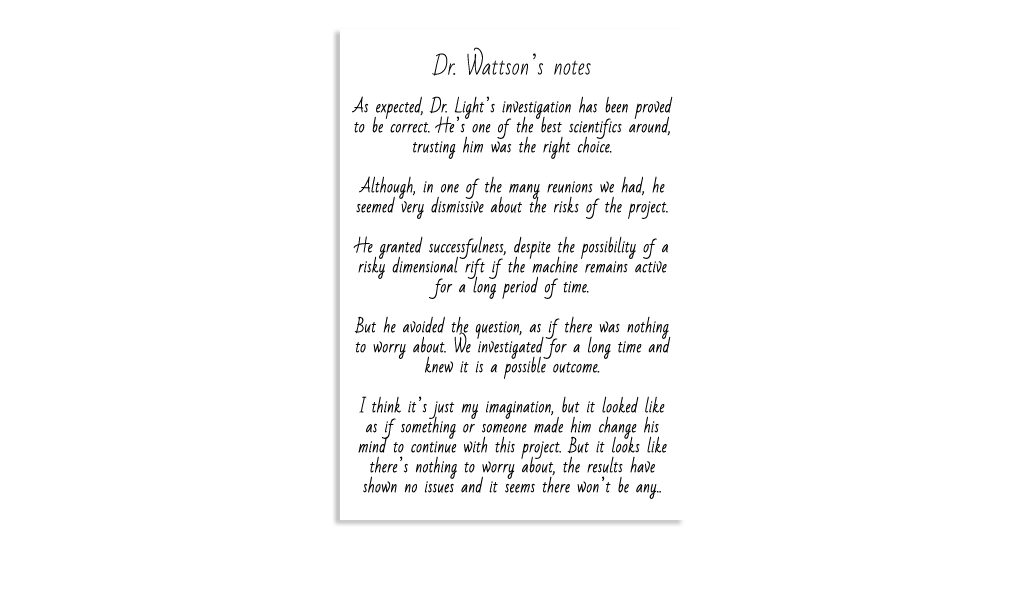 Dr. Wattson's notes
As expected, Dr. Light's investigation has been proved
to be correct. He's one of the best scientifics around,
trusting him was the right choice.
Although, in one of the many reunions we had, he
seemed very dismissive about the risks of the project.
He granted successfulness, despite the possibility of a
risky dimensional rift if the machine remains active
for a long period of time.
But he avoided the question, as if there was nothing
to worry about. We investigated for a long time and
knew it is a possible outcome.
I think it's just my imagination, but it looked like
as if something or someone made him change his
mind to continue with this project. But it looks like
there's nothing to worry about, the results have
shown no issues and it seems there won't be any..